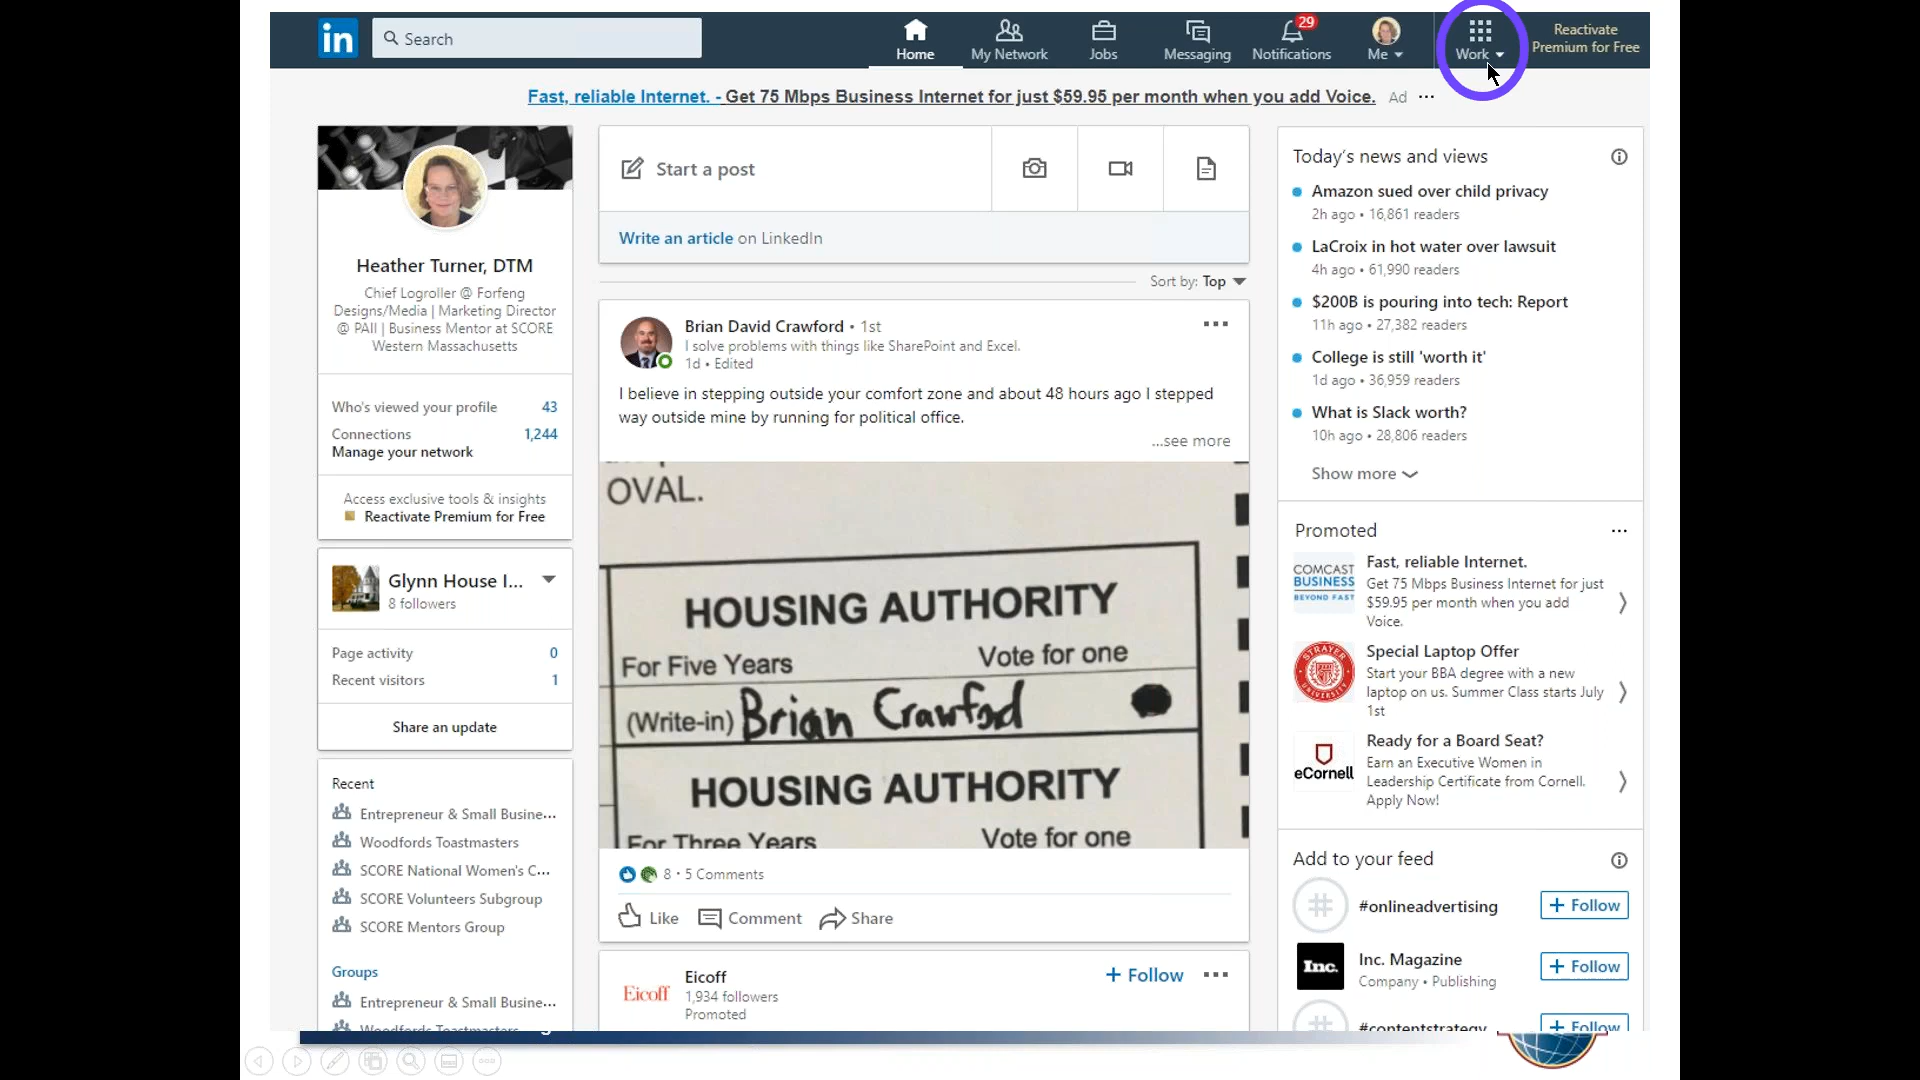 in
Search
Home
My Network
Jobs
Messaging
29
Notifications
Me
Work
Reactivate
Premium for Free
Fast, reliable Internet. - Get 75 Mbps Business Internet for just $59.95 per month when you add Voice. Ad ...
Heather Turner, DTM
Chief Logroller @ Forfeng
Designs/Media | Marketing Director
@ PAII | Business Mentor at SCORE
Western Massachusetts
Who's viewed your profile 43
Connections 1,244
Manage your network
Access exclusive tools & insights
Reactivate Premium for Free
Glynn House I...
8 followers
Page activity 0
Recent visitors 1
Share an update
Recent
Entrepreneur & Small Busine...
Woodfords Toastmasters
SCORE National Women's C...
SCORE Volunteers Subgroup
SCORE Mentors Group
Groups
Entrepreneur & Small Busine...
Woodfords Toastmasters
Start a post
Write an article on LinkedIn
Sort by: Top
Brian David Crawford • 1st
I solve problems with things like SharePoint and Excel.
1d • Edited
I believe in stepping outside your comfort zone and about 48 hours ago I stepped
way outside mine by running for political office.
...see more
OVAL.
HOUSING AUTHORITY
For Five Years Vote for one
(Write-in) Brian Crawford
HOUSING AUTHORITY
For Three Years Vote for one
8 • 5 Comments
Like Comment Share
Eicoff
Eicoff
1,934 followers
Promoted
+ Follow
Today's news and views
Amazon sued over child privacy
2h ago • 16,861 readers
LaCroix in hot water over lawsuit
4h ago • 61,990 readers
$200B is pouring into tech: Report
11h ago • 27,382 readers
College is still 'worth it'
1d ago • 36,959 readers
What is Slack worth?
10h ago • 28,806 readers
Show more
Promoted
COMCAST
BUSINESS
BEYOND FAST
Fast, reliable Internet.
Get 75 Mbps Business Internet for just
$59.95 per month when you add
Voice.
STRAYER
UNIVERSITY
Special Laptop Offer
Start your BBA degree with a new
laptop on us. Summer Class starts July
1st
eCornell
Ready for a Board Seat?
Earn an Executive Women in
Leadership Certificate from Cornell.
Apply Now!
Add to your feed
#onlineadvertising
+ Follow
Inc.
Inc. Magazine
Company • Publishing
+ Follow
#contentstrategy
+ Follow